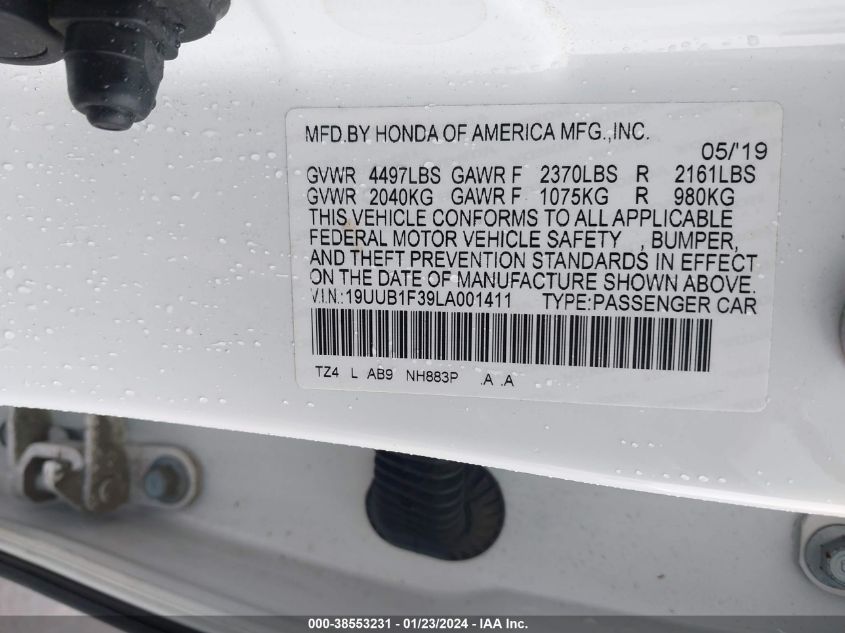 MFD.BY HONDA OF AMERICA MFG.,INC.
05/'19
GVWR 4497LBS GAWR F 2370LBS R 2161LBS
GVWR 2040KG GAWR F 1075KG R 980KG
THIS VEHICLE CONFORMS TO ALL APPLICABLE
FEDERAL MOTOR VEHICLE SAFETY , BUMPER,
AND THEFT PREVENTION STANDARDS IN EFFECT
ON THE DATE OF MANUFACTURE SHOWN ABOVE.
V.I.N.:19UUB1F39LA001411 TYPE:PASSENGER CAR
TZ4 L AB9 NH883P .A .A
000-38553231 - 01/23/2024 - IAA Inc.